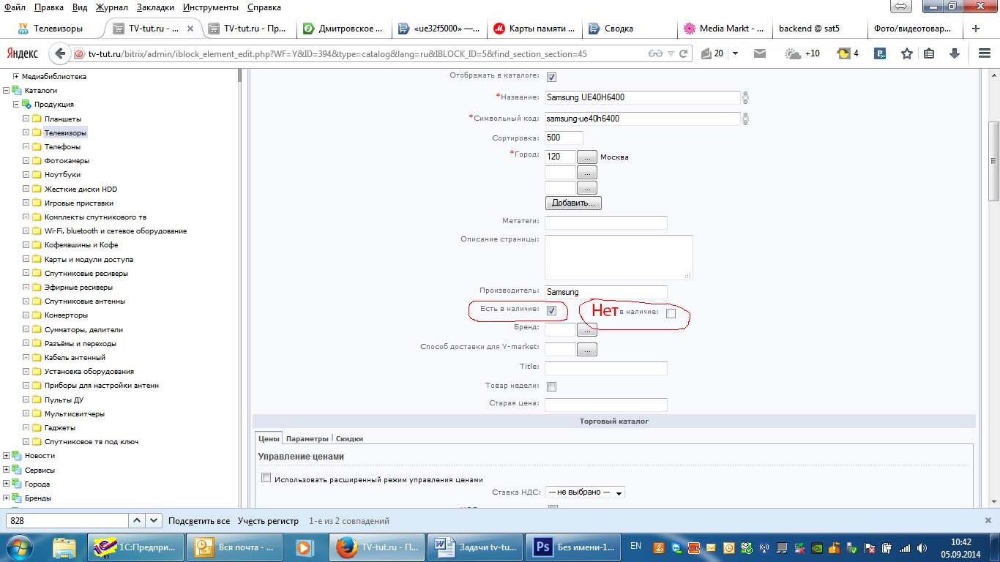 Файл Правка Вид Журнал Закладки Инструменты Справка
Телевизоры TV-tut.ru - ... TV-tut.ru - Пр... Дмитровское ... «ue32f5000» —... Карты памяти ... Сводка Media Markt - ... backend @ sat5 Фото/видеотовар...
Яндекс tv-tut.ru/bitrix/admin/iblock_element_edit.php?WF=Y&ID=394&type=catalog&lang=ru&IBLOCK_ID=5&find_section_section=45 20 +10 4
Медиабиблиотека
Каталоги
Продукция
Планшеты
Телевизоры
Телефоны
Фотокамеры
Ноутбуки
Жесткие диски HDD
Игровые приставки
Комплекты спутникового тв
Wi-Fi, bluetooth и сетевое оборудование
Кофемашины и Кофе
Карты и модули доступа
Спутниковые ресиверы
Эфирные ресиверы
Спутниковые антенны
Конверторы
Сумматоры, делители
Разъёмы и переходы
Кабель антенный
Установка оборудования
Приборы для настройки антенн
Пульты ДУ
Мультисвитчеры
Гаджеты
Спутниковое тв под ключ
Новости
Сервисы
Города
Бренды
Отображать в каталоге:
*Название: Samsung UE40H6400
*Символьный код: samsung-ue40h6400
Сортировка: 500
*Город: 120 ... Москва
...
...
Добавить...
Метатеги:
Описание страницы:
Производитель: Samsung
Есть в наличие: Нет в наличие:
Бренд: ...
Способ доставки для Y-market: ...
Title:
Товар недели:
Старая цена:
Торговый каталог
Цены Параметры Скидки
Управление ценами
Использовать расширенный режим управления ценами
Ставка НДС: --- не выбрано ---
828 Подсветить все Учесть регистр 1-е из 2 совпадений
1С:Предпри... Вся почта - ... TV-tut.ru - П... Задачи tv-tu... Ps Без имени-1... EN 10:42
05.09.2014